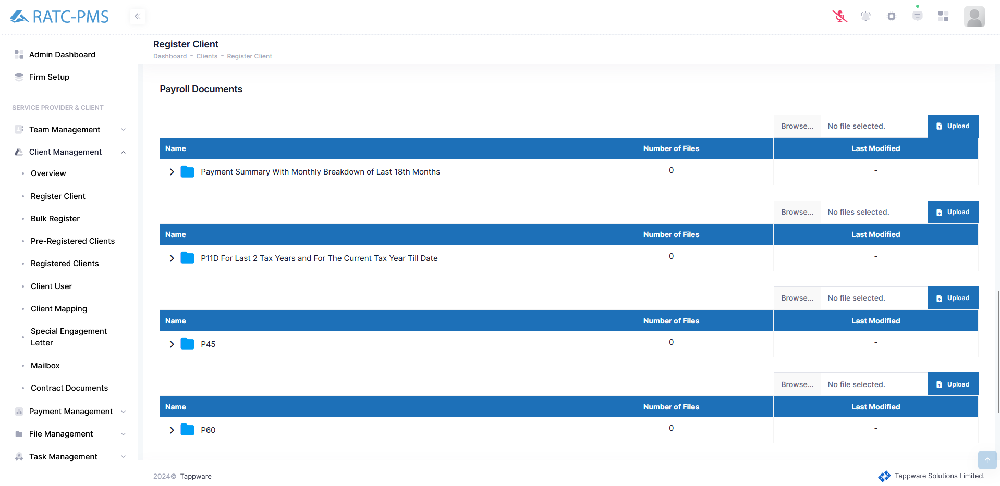 RATC-PMS
Admin Dashboard
Firm Setup
SERVICE PROVIDER & CLIENT
Team Management
Client Management
Overview
Register Client
Bulk Register
Pre-Registered Clients
Registered Clients
Client User
Client Mapping
Special Engagement
Letter
Mailbox
Contract Documents
Payment Management
File Management
Task Management
Register Client
Dashboard - Clients - Register Client
Payroll Documents
Browse... No file selected. Upload
Name Number of Files Last Modified
Payment Summary With Monthly Breakdown of Last 18th Months 0 -
Browse... No files selected. Upload
Name Number of Files Last Modified
P11D For Last 2 Tax Years and For The Current Tax Year Till Date 0 -
Browse... No file selected. Upload
Name Number of Files Last Modified
P45 0 -
Browse... No file selected. Upload
Name Number of Files Last Modified
P60 0 -
2024© Tappware
Tappware Solutions Limited.